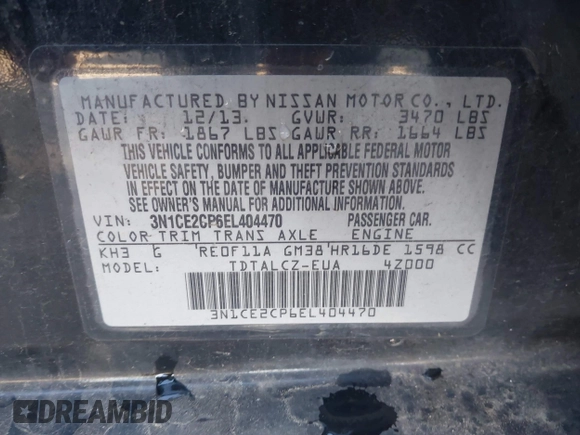 MANUFACTURED BY NISSAN MOTOR CO., LTD.
DATE: 12/13. GVWR: 3470 LBS
GAWR FR: 1867 LBS GAWR RR: 1664 LBS
THIS VEHICLE CONFORMS TO ALL APPLICABLE FEDERAL MOTOR
VEHICLE SAFETY, BUMPER AND THEFT PREVENTION STANDARDS
IN EFFECT ON THE DATE OF MANUFACTURE SHOWN ABOVE.
SEE OWNER'S MANUAL FOR ADDITIONAL INFORMATION.
VIN: 3N1CE2CP6EL404470 PASSENGER CAR.
COLOR TRIM TRANS AXLE ENGINE
KH3 G 'RE0F11A GM38'HR16DE 1598 CC
MODEL: TDTALCZ-EUA 4Z000
3N1CE2CP6EL404470
DREAMBID